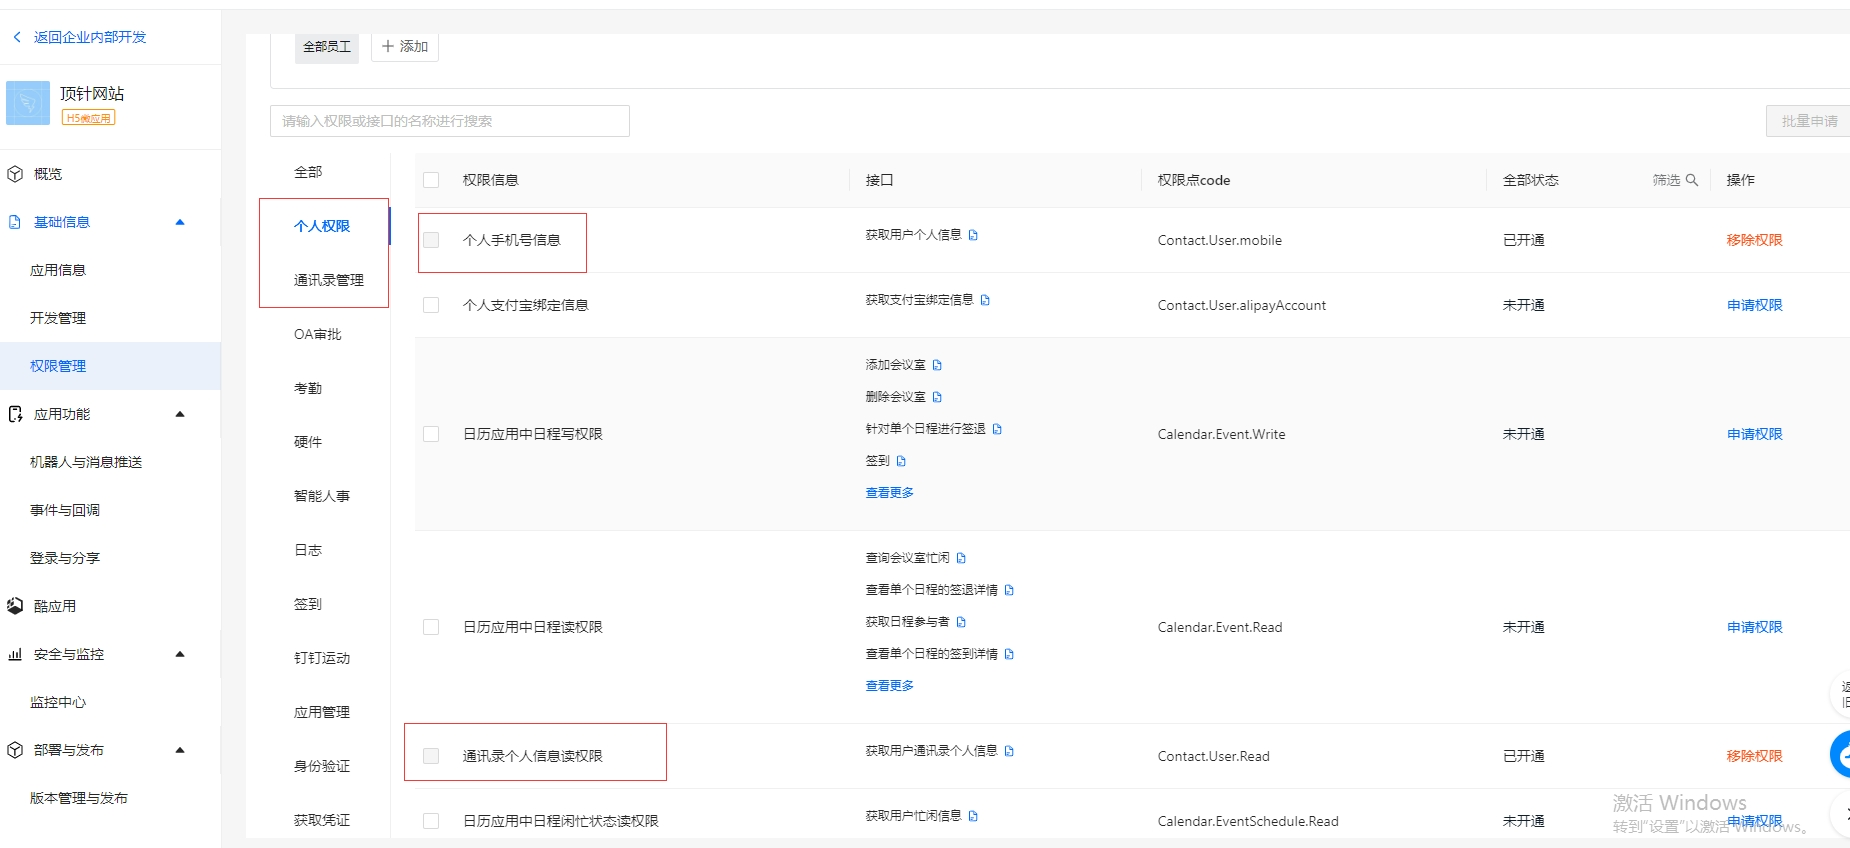 返回企业内部开发
顶针网站
H5微应用
概览
基础信息
应用信息
开发管理
权限管理
应用功能
机器人与消息推送
事件与回调
登录与分享
酷应用
安全与监控
监控中心
部署与发布
版本管理与发布
全部员工
添加
请输入权限或接口的名称进行搜索
批量申请
全部
个人权限
通讯录管理
OA审批
考勤
硬件
智能人事
日志
签到
钉钉运动
应用管理
身份验证
获取凭证
权限信息 接口 权限点code 全部状态 筛选 操作
个人手机号信息 获取用户个人信息 Contact.User.mobile 已开通 移除权限
个人支付宝绑定信息 获取支付宝绑定信息 Contact.User.alipayAccount 未开通 申请权限
添加会议室
删除会议室
针对单个日程进行签退
日历应用中日程写权限 Calendar.Event.Write 未开通 申请权限
签到
查看更多
查询会议室忙闲
查看单个日程的签退详情
获取日程参与者
日历应用中日程读权限 Calendar.Event.Read 未开通 申请权限
查看单个日程的签到详情
查看更多
通讯录个人信息读权限 获取用户通讯录个人信息 Contact.User.Read 已开通 移除权限
日历应用中日程闲忙状态读权限 获取用户忙闲信息 Calendar.EventSchedule.Read 未开通 申请权限
激活 Windows
转到"设置"以激活 Windows。